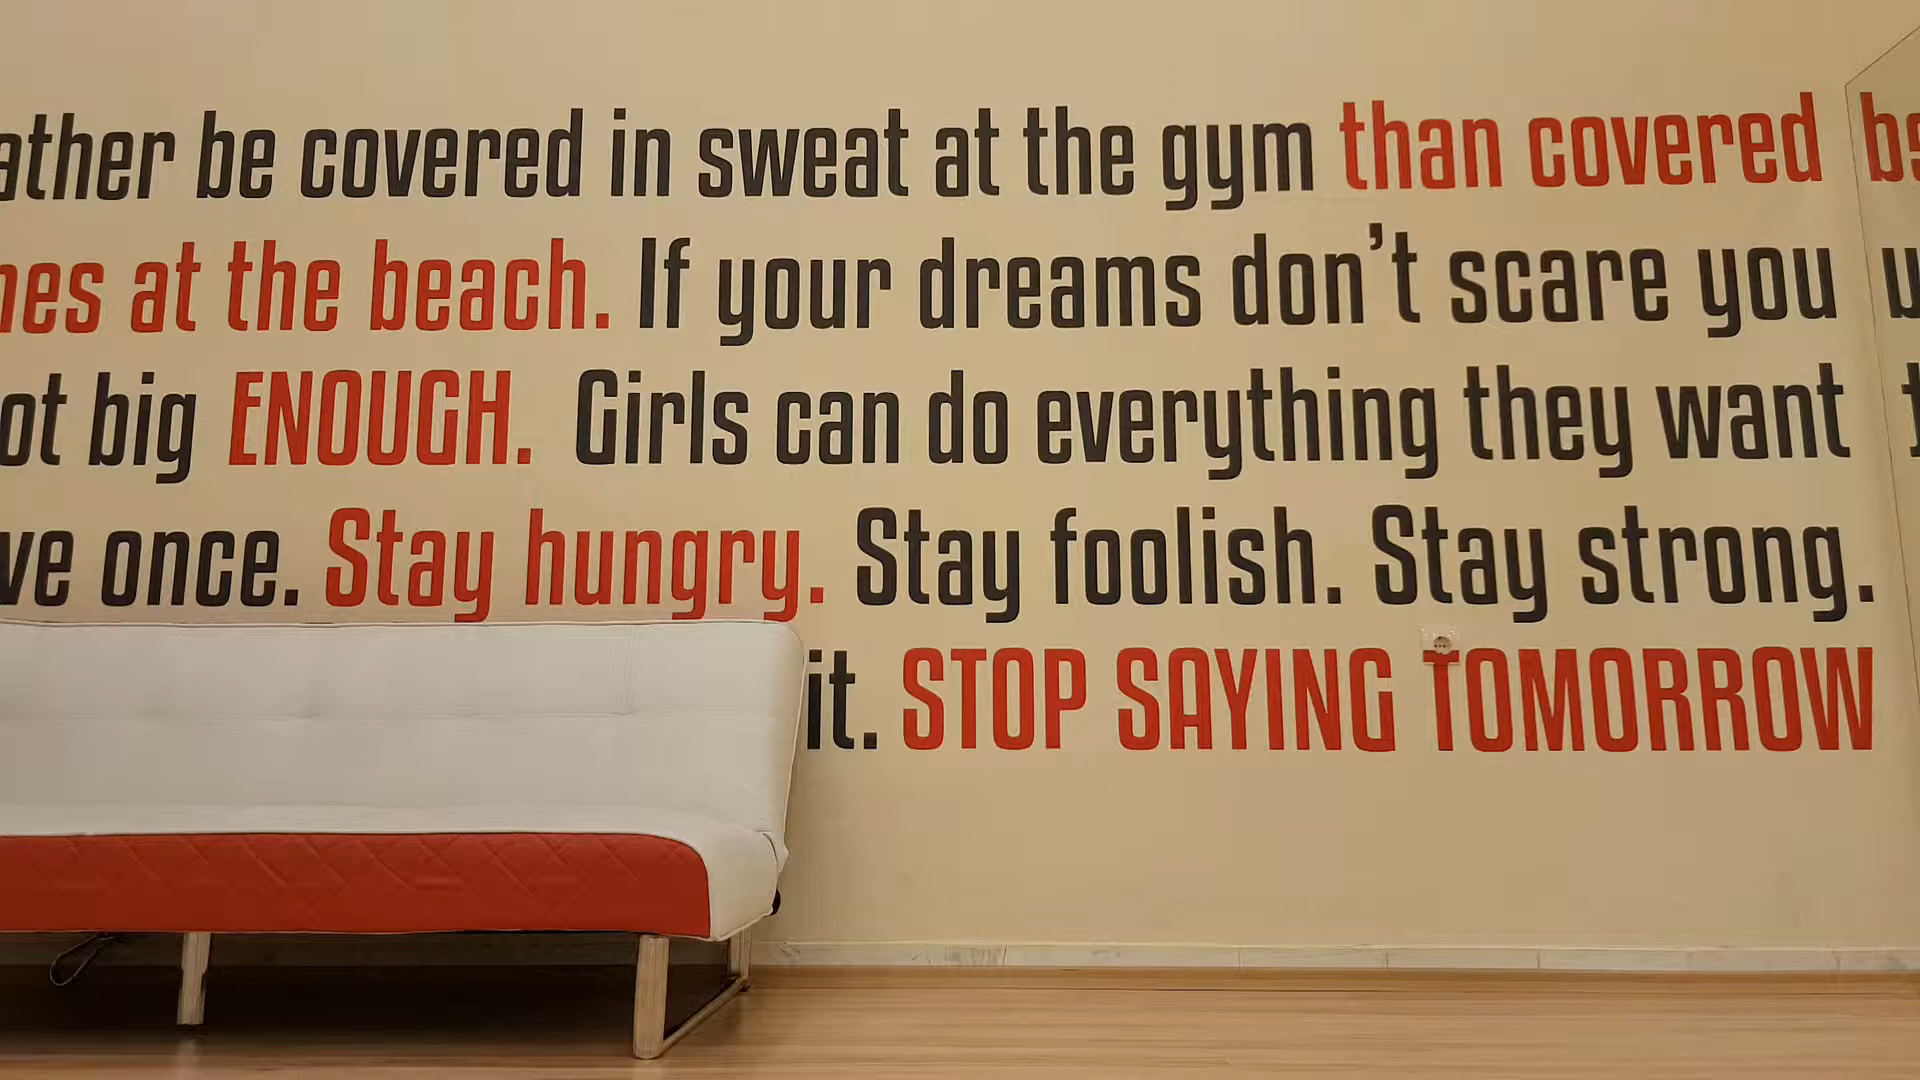 ather be covered in sweat at the gym than covered
nes at the beach. If your dreams don't scare you
ot big ENOUGH. Girls can do everything they want
ve once. Stay hungry. Stay foolish. Stay strong.
it. STOP SAYING TOMORROW